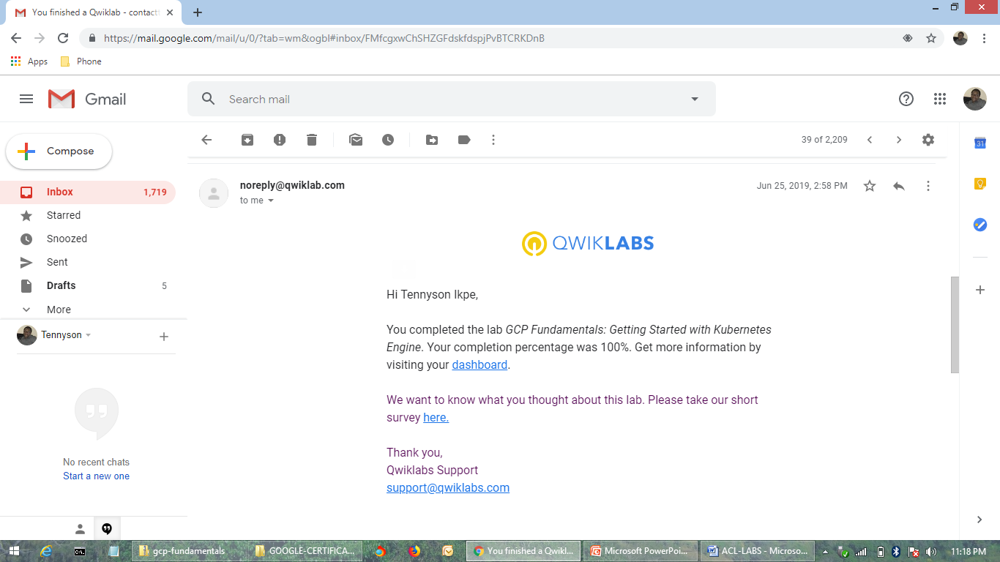 You finished a Qwiklab - contact
https://mail.google.com/mail/u/0/?tab=wm&ogbl#inbox/FMfcgxwChSHZGFdskfdspjPvBTCRKDnB
Apps Phone
Gmail
Search mail
Compose
39 of 2,209
31
Inbox 1,719
Starred
Snoozed
Sent
Drafts 5
More
Tennyson
No recent chats
Start a new one
noreply@qwiklab.com
Jun 25, 2019, 2:58 PM
to me
QWIKLABS
Hi Tennyson Ikpe,
You completed the lab GCP Fundamentals: Getting Started with Kubernetes
Engine. Your completion percentage was 100%. Get more information by
visiting your dashboard.
We want to know what you thought about this lab. Please take our short
survey here.
Thank you,
Qwiklabs Support
support@qwiklabs.com
gcp-fundamentals
GOOGLE-CERTIFICA...
You finished a Qwikl...
Microsoft PowerPoi...
ACL-LABS - Microso...
11:18 PM